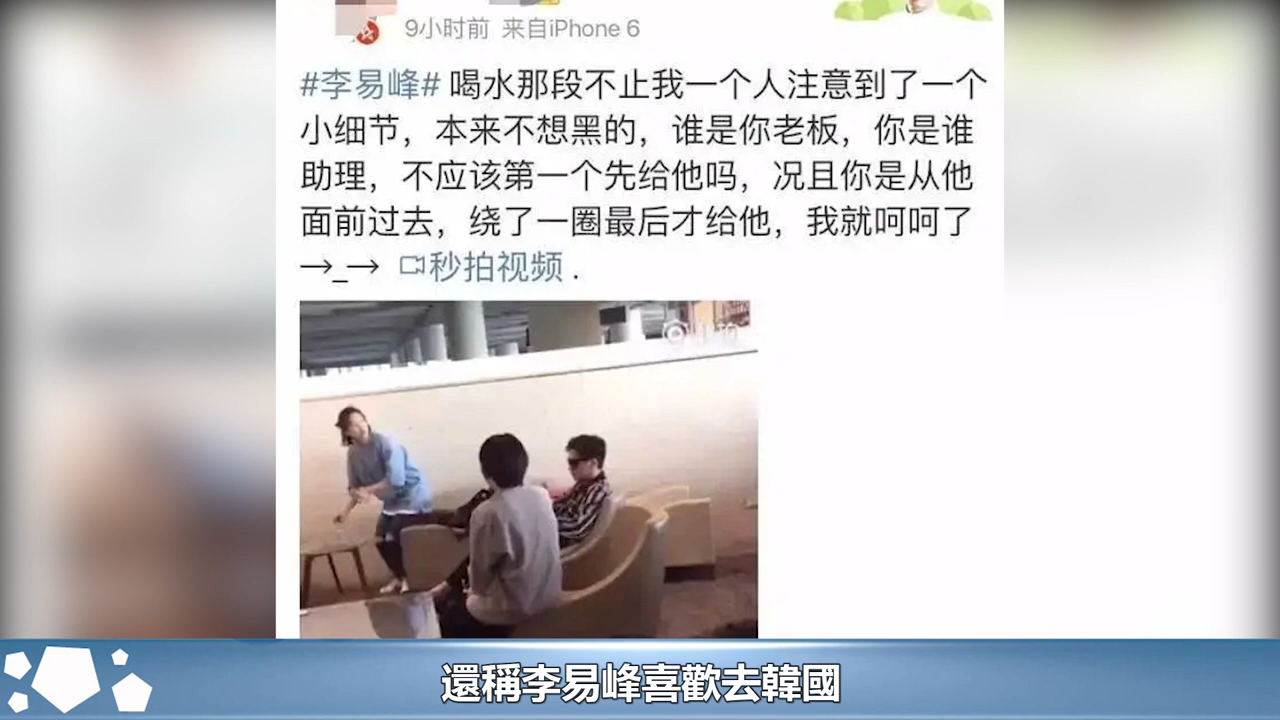 9小时前 来自iPhone 6
#李易峰# 喝水那段不止我一个人注意到了一个
小细节，本来不想黑的，谁是你老板，你是谁
助理，不应该第一个先给他吗，况且你是从他
面前过去，绕了一圈最后才给他，我就呵呵了
→_→ 秒拍视频 .
還稱李易峰喜歡去韓國